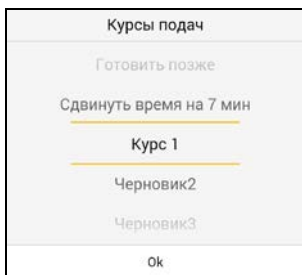 Курсы подач
Готовить позже
Сдвинуть время на 7 мин
Курс 1
Черновик2
Черновик3
Ok